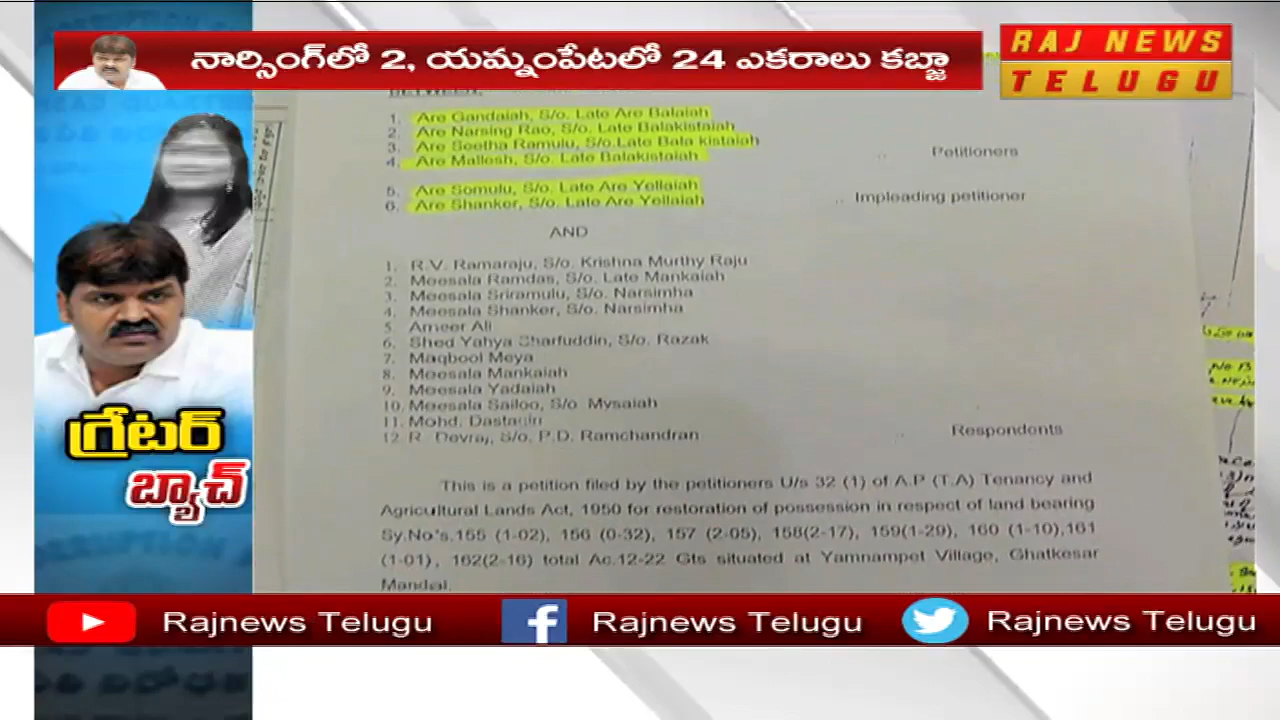 నార్సింగ్‌లో 2, యమ్నంపేటలో 24 ఎకరాలు కబ్జా
RAJ NEWS
TELUGU
BETWEEN:
1. Are Gandaiah, S/o. Late Are Balaiah
2. Are Narsing Rao, S/o. Late Balakistaiah
3. Are Seetha Ramulu, S/o.Late Bala kistaiah
4. Are Mallesh, S/o. Late Balakistaiah
.. Petitioners
5. Are Somulu, S/o. Late Are Yellaiah
6. Are Shanker, S/o. Late Are Yellaiah
.. Impleading petitioner
AND
1. R.V. Ramaraju, S/o. Krishna Murthy Raju
2. Meesala Ramdas, S/o. Late Mankaiah
3. Meesala Sriramulu, S/o. Narsimha
4. Meesala Shanker, S/o. Narsimha
5. Ameer Ali
6. Shed Yahya Sharfuddin, S/o. Razak
7. Maqbool Meya
8. Meesala Mankaiah
9. Meesala Yadaiah
10. Meesala Sailoo, S/o. Mysaiah
11. Mohd. Dastagiri
12. R. Devraj, S/o. P.D. Ramchandran
.. Respondents
This is a petition filed by the petitioners U/s 32 (1) of A.P (T.A) Tenancy and
Agricultural Lands Act, 1950 for restoration of possession in respect of land bearing
Sy.No's.155 (1-02), 156 (0-32), 157 (2-05), 158(2-17), 159(1-29), 160 (1-10),161
(1-01), 162(2-16) total Ac.12-22 Gts situated at Yamnampet Village, Ghatkesar
Mandal.
గ్రేటర్
బ్యాచ్
Rajnews Telugu
Rajnews Telugu
Rajnews Telugu